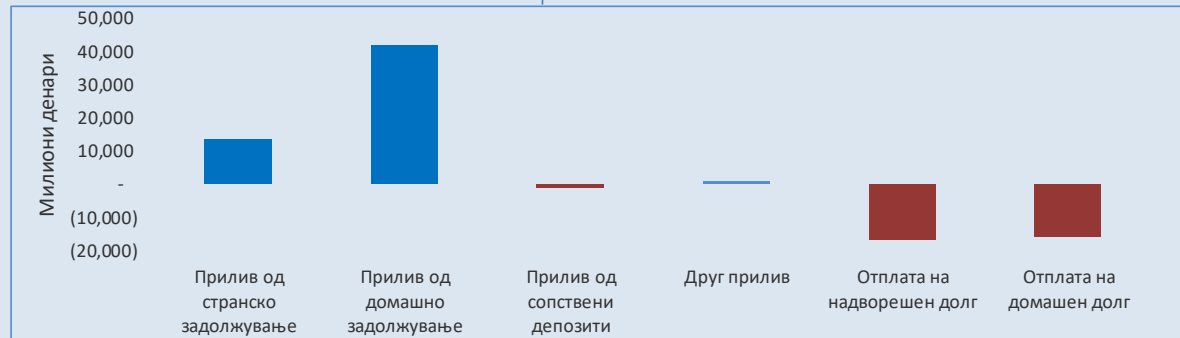 50,000
40,000
30,000
20,000
10,000
-
(10,000)
(20,000)
Милиони денари
Прилив од
странско
задолжување
Прилив од
домашно
задолжување
Прилив од
сопствени
депозити
Друг прилив
Отплата на
надворешен долг
Отплата на
домашен долг